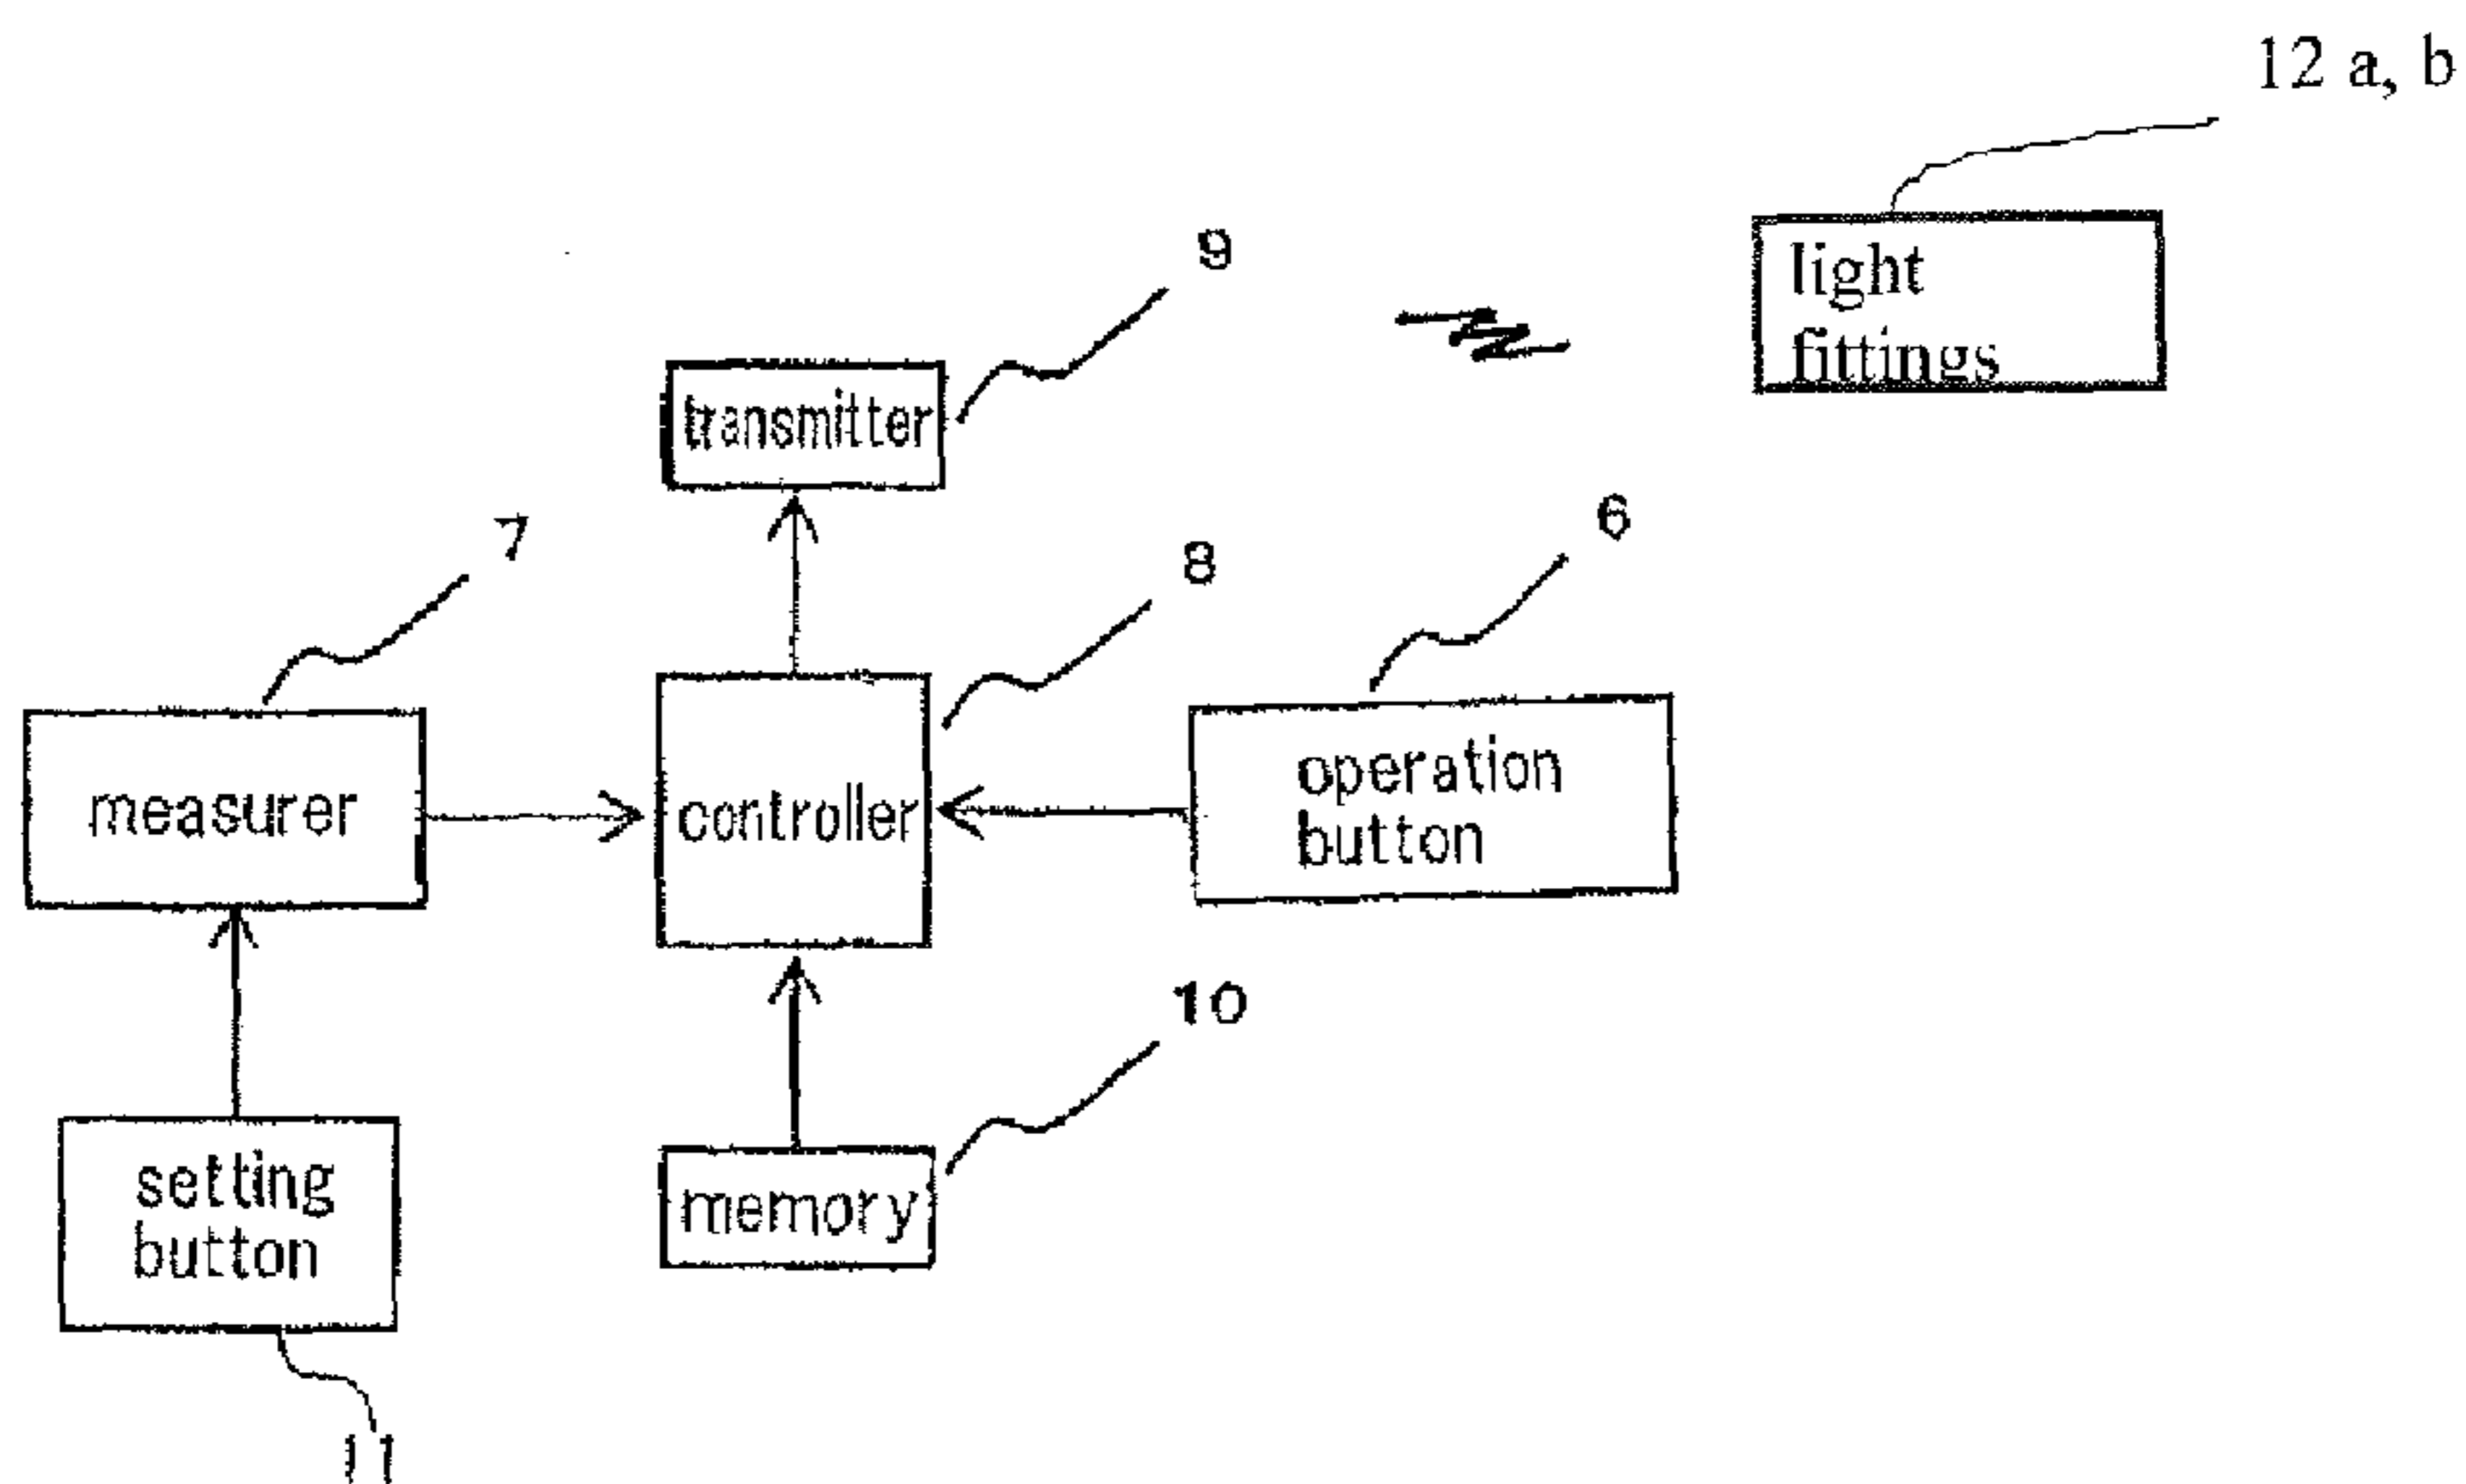 12 a, b
light
fittings
9
transmitter
7
8
6
measurer
controller
operation
button
10
setting
button
memory
11